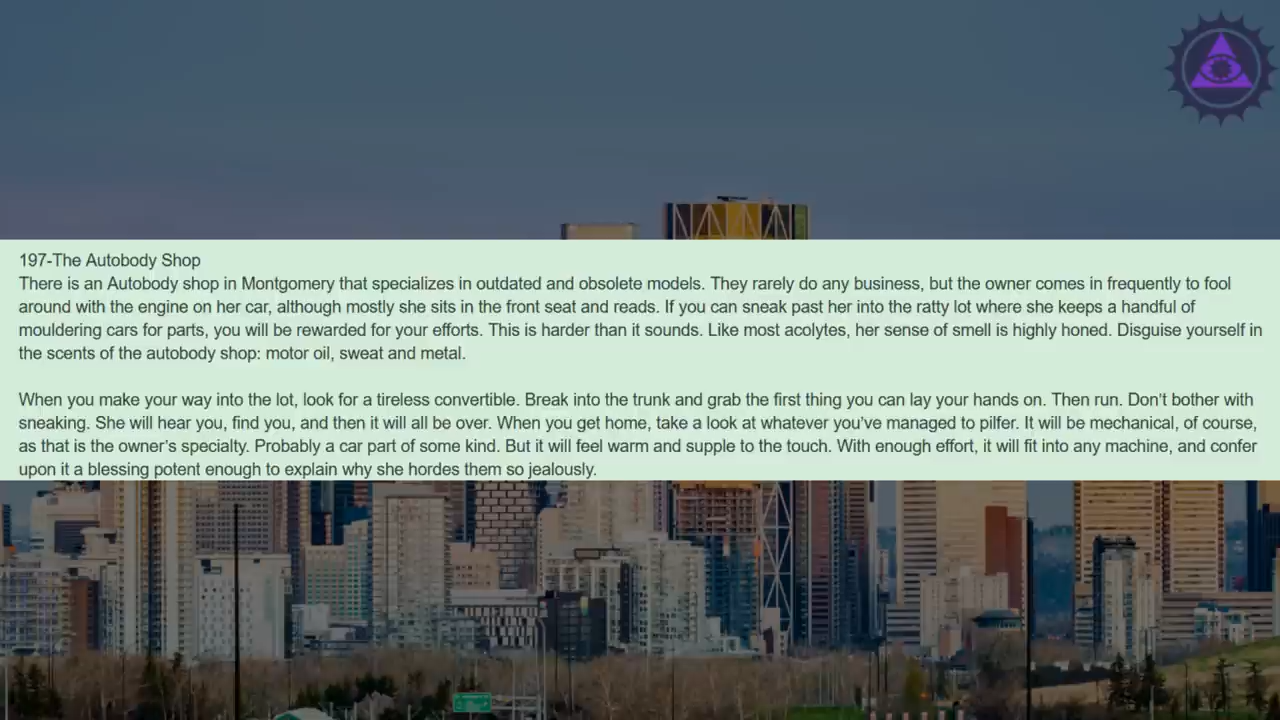 197-The Autobody Shop
There is an Autobody shop in Montgomery that specializes in outdated and obsolete models. They rarely do any business, but the owner comes in frequently to fool
around with the engine on her car, although mostly she sits in the front seat and reads. If you can sneak past her into the ratty lot where she keeps a handful of
mouldering cars for parts, you will be rewarded for your efforts. This is harder than it sounds. Like most acolytes, her sense of smell is highly honed. Disguise yourself in
the scents of the autobody shop: motor oil, sweat and metal.
When you make your way into the lot, look for a tireless convertible. Break into the trunk and grab the first thing you can lay your hands on. Then run. Don't bother with
sneaking. She will hear you, find you, and then it will all be over. When you get home, take a look at whatever you've managed to pilfer. It will be mechanical, of course,
as that is the owner's specialty. Probably a car part of some kind. But it will feel warm and supple to the touch. With enough effort, it will fit into any machine, and confer
upon it a blessing potent enough to explain why she hordes them so jealously.